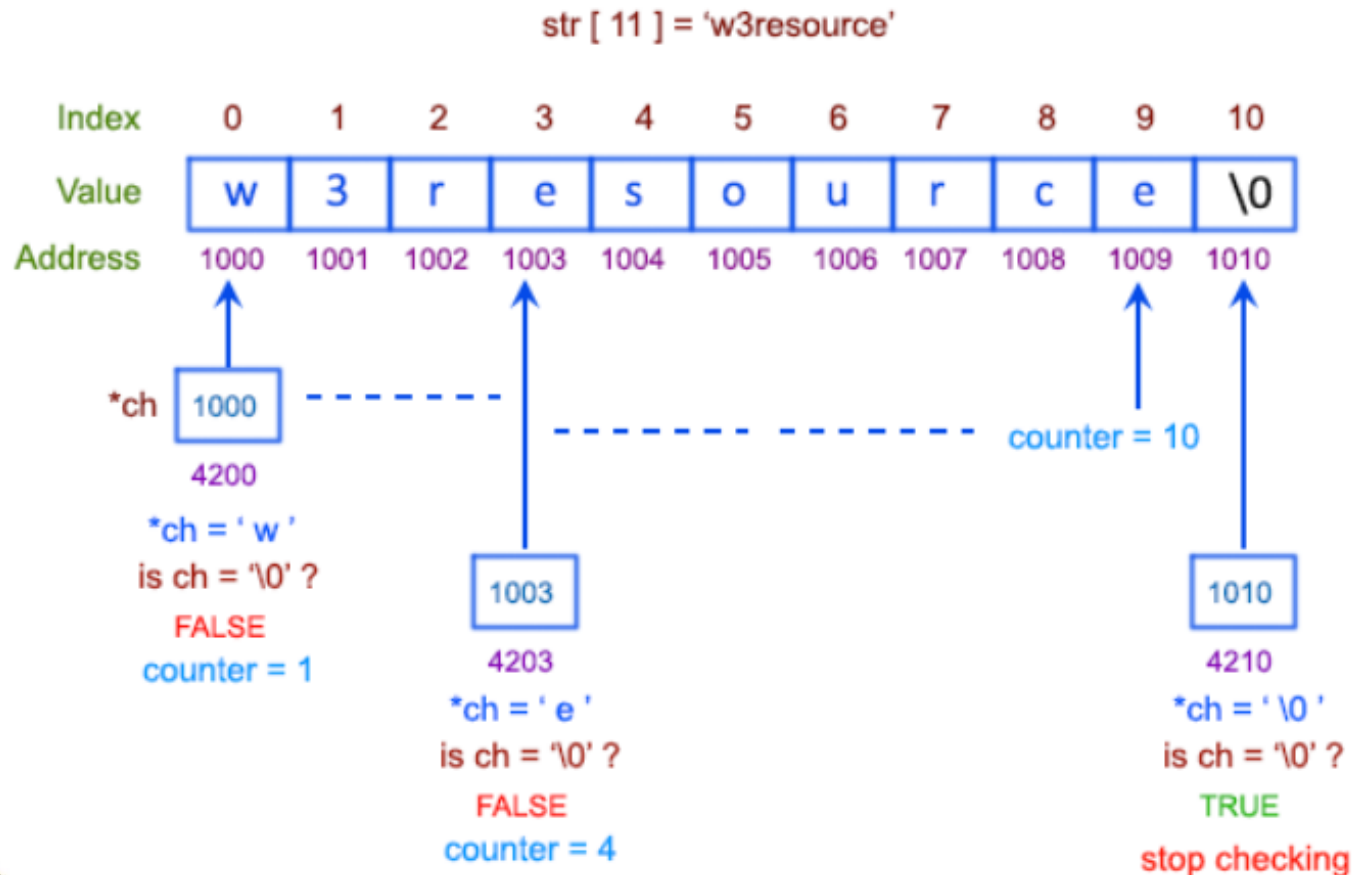 str [ 11 ] = ‘w3resource’
Index 0 1 2 3 4 5 6 7 8 9 10
Value w 3 r e s o u r c e \0
Address 1000 1001 1002 1003 1004 1005 1006 1007 1008 1009 1010
*ch 1000
4200
*ch = ‘ w ’
is ch = ‘\0’ ?
FALSE
counter = 1
1003
4203
*ch = ‘ e ’
is ch = ‘\0’ ?
FALSE
counter = 4
counter = 10
1010
4210
*ch = ‘ \0 ’
is ch = ‘\0’ ?
TRUE
stop checking